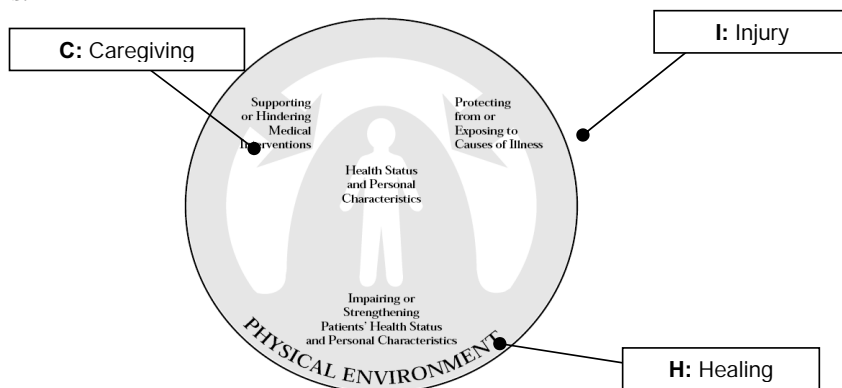 C: Caregiving
I: Injury
Supporting
or Hindering
Medical
Interventions
Protecting
from or
Exposing to
Causes of Illness
Health Status
and Personal
Characteristics
Impairing or
Strengthening
Patients' Health Status
and Personal Characteristics
PHYSICAL ENVIRONMENT
H: Healing